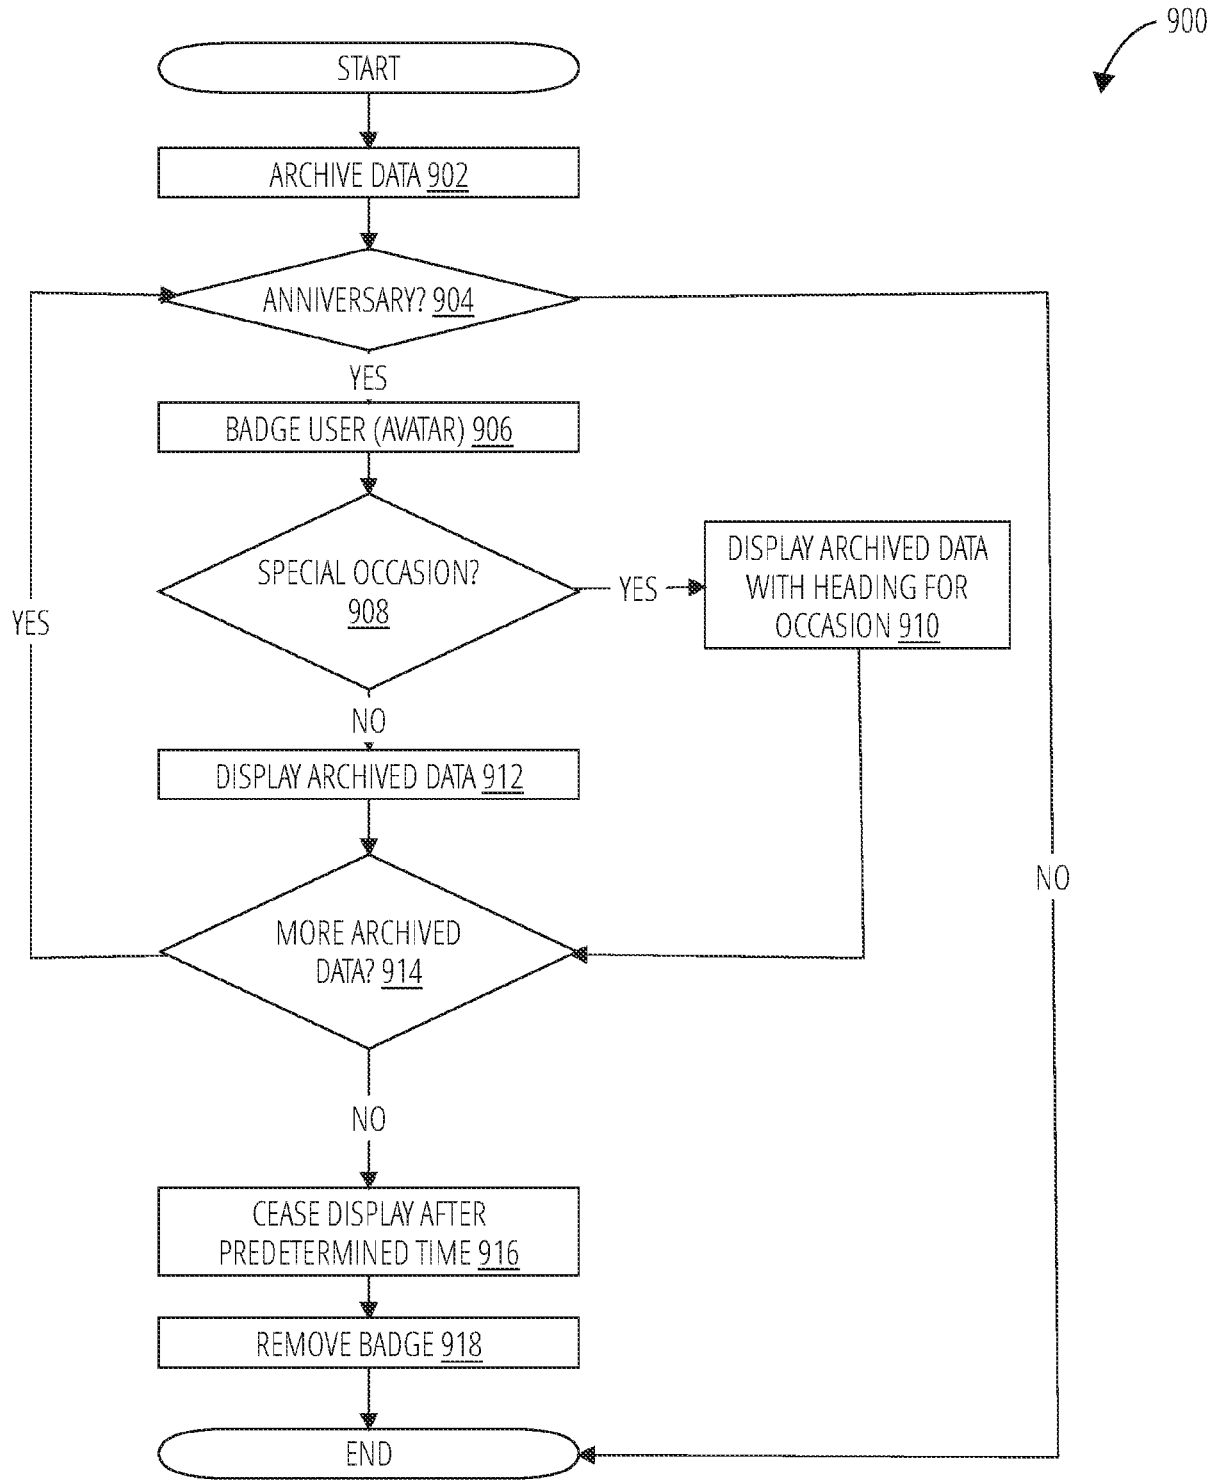 900
START
ARCHIVE DATA 902
ANNIVERSARY? 904
YES
BADGE USER (AVATAR) 906
SPECIAL OCCASION?
908
YES
DISPLAY ARCHIVED DATA
WITH HEADING FOR
OCCASION 910
YES
NO
DISPLAY ARCHIVED DATA 912
NO
MORE ARCHIVED
DATA? 914
NO
CEASE DISPLAY AFTER
PREDETERMINED TIME 916
REMOVE BADGE 918
END